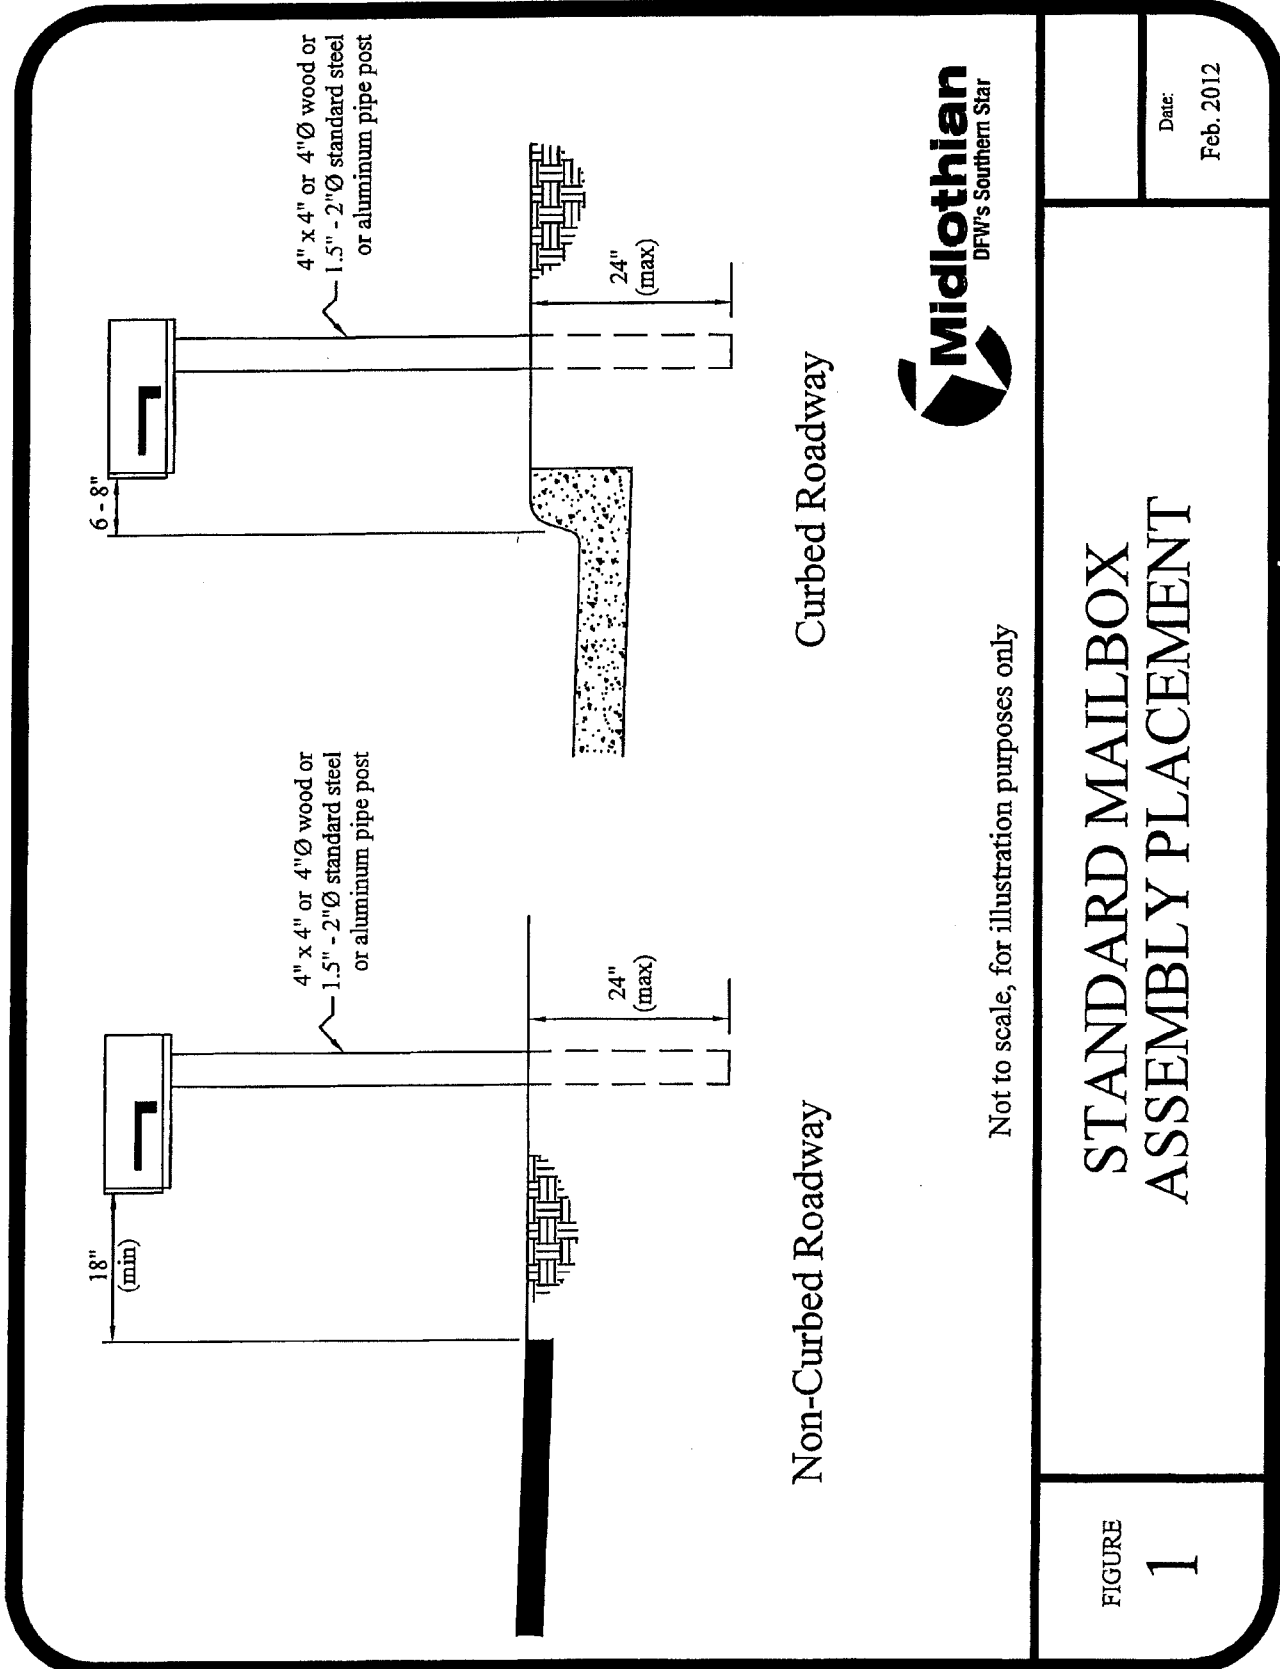 18"
(min)
4" x 4" or 4"Ø wood or
1.5" - 2"Ø standard steel
or aluminum pipe post
24"
(max)
Non-Curbed Roadway
6 - 8"
4" x 4" or 4"Ø wood or
1.5" - 2"Ø standard steel
or aluminum pipe post
24"
(max)
Curbed Roadway
Midlothian
DFW's Southern Star
Not to scale, for illustration purposes only
FIGURE
1
STANDARD MAILBOX
ASSEMBLY PLACEMENT
Date:
Feb. 2012